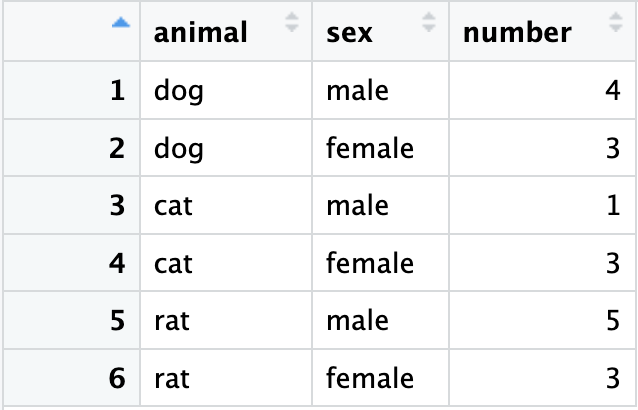 animal sex number
1 dog male 4
2 dog female 3
3 cat male 1
4 cat female 3
5 rat male 5
6 rat female 3